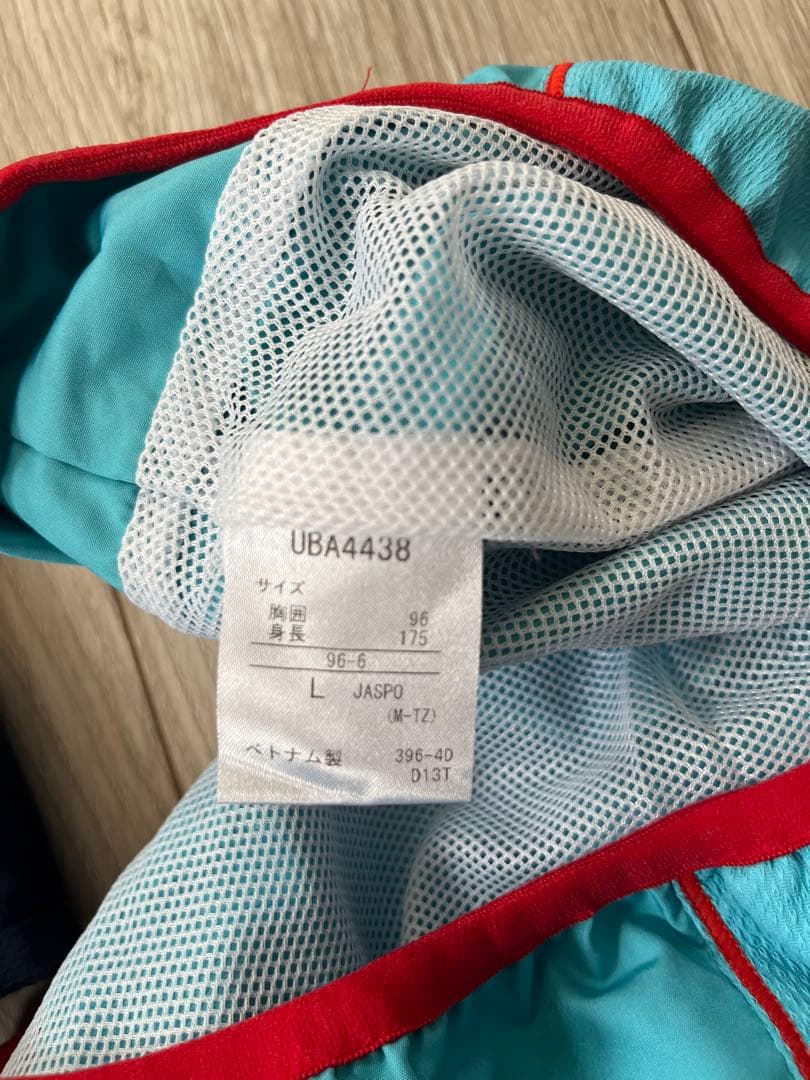 UBA4438
サイズ
胸囲 96
身長 175
96-6
L JASPO
(M-TZ)
ベトナム製 396-4D
D13T